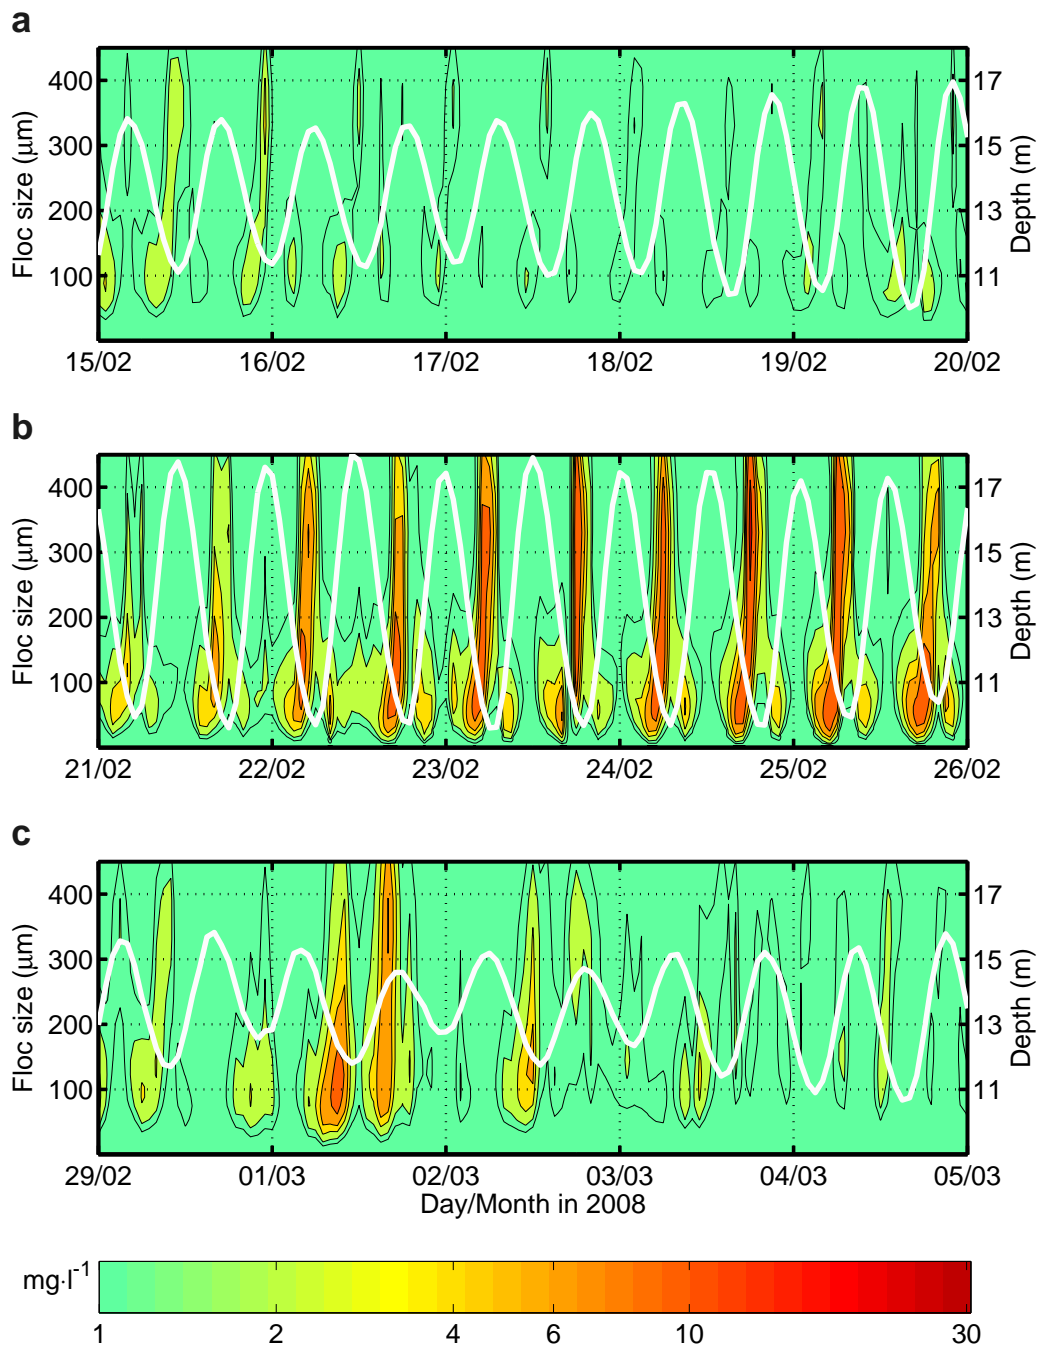 a
400
300
200
100
Floc size (µm)
17
15
13
11
Depth (m)
15/02 16/02 17/02 18/02 19/02 20/02
b
400
300
200
100
Floc size (µm)
17
15
13
11
Depth (m)
21/02 22/02 23/02 24/02 25/02 26/02
c
400
300
200
100
Floc size (µm)
17
15
13
11
Depth (m)
29/02 01/03 02/03 03/03 04/03 05/03
Day/Month in 2008
mg·l⁻¹
1 2 4 6 10 30